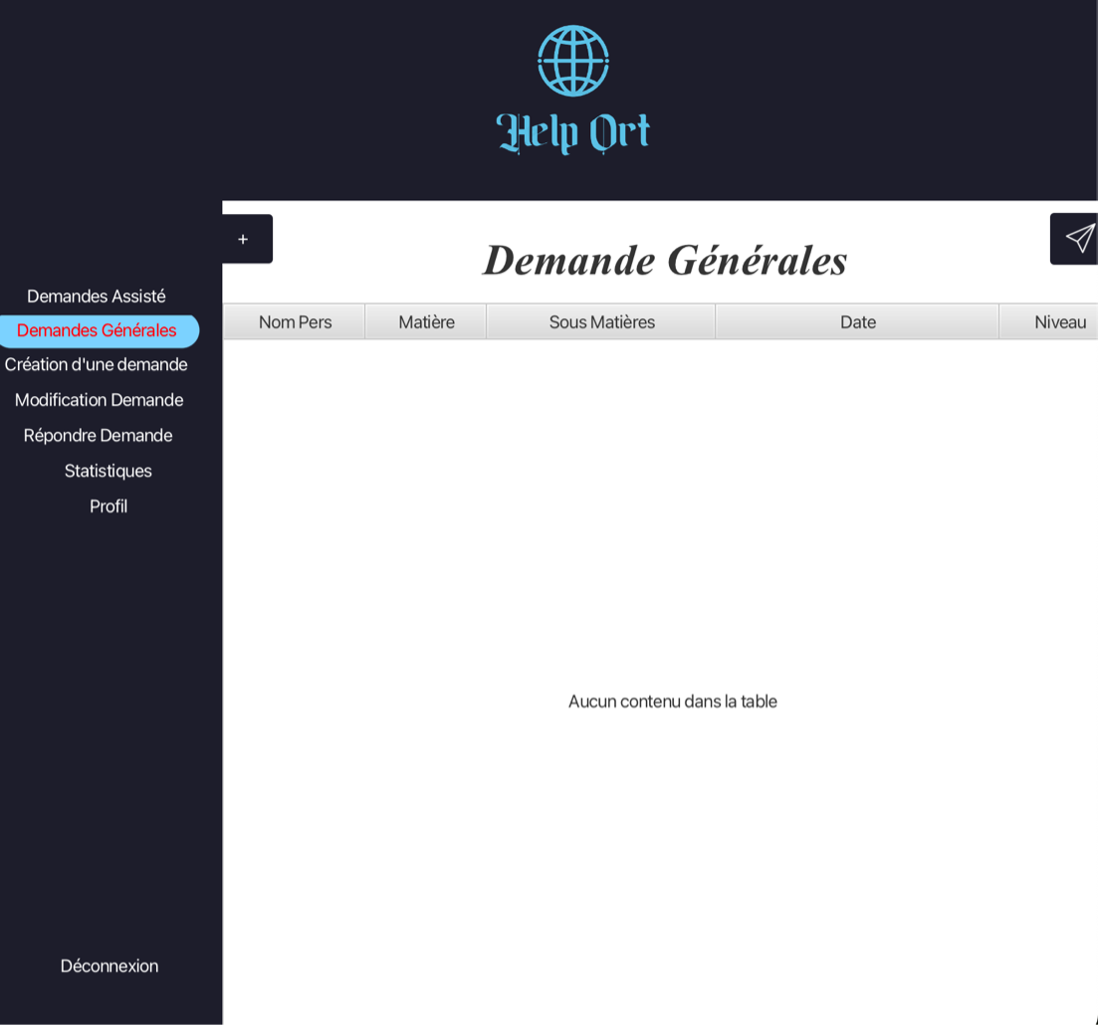 Help Ort
+
Demande Générales
Demandes Assisté
Demandes Générales
Création d'une demande
Modification Demande
Répondre Demande
Statistiques
Profil
Déconnexion
Nom Pers Matière Sous Matières Date Niveau
Aucun contenu dans la table